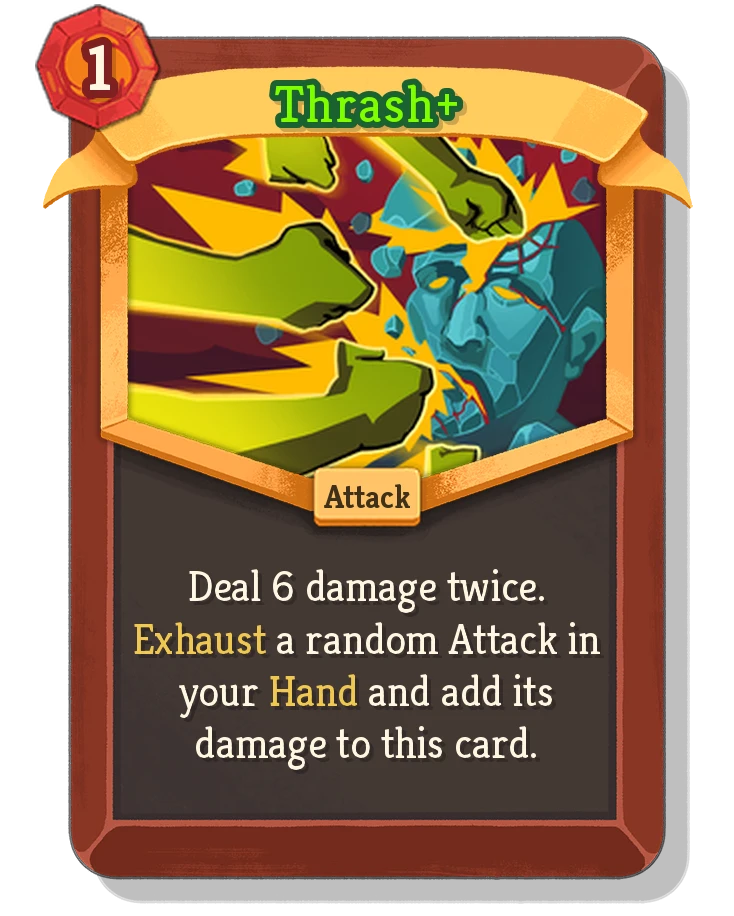 1
Thrash+
Attack
Deal 6 damage twice.
Exhaust a random Attack in
your Hand and add its
damage to this card.